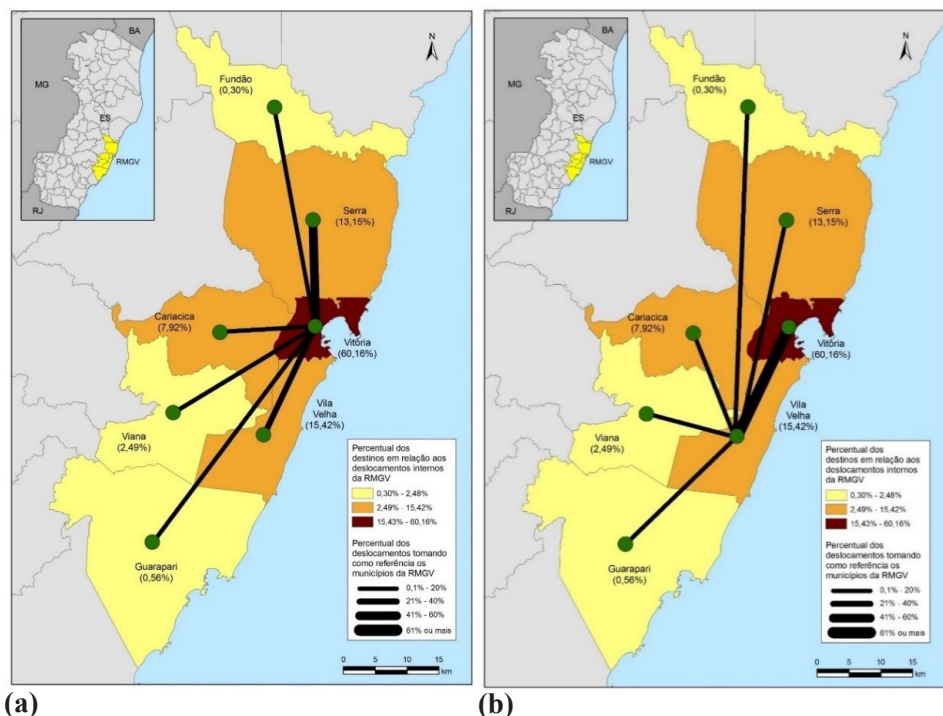 BA
MG
ES
RMGV
RJ
N
Fundão
(0,30%)
Serra
(13,15%)
Cariacica
(7,92%)
Vitória
(60,16%)
Vila
Velha
(15,42%)
Viana
(2,49%)
Guarapari
(0,56%)
Percentual dos
destinos em relação aos
deslocamentos internos
da RMGV
0,30% - 2,48%
2,49% - 15,42%
15,43% - 60,16%
Percentual dos
deslocamentos tomando
como referência os
municípios da RMGV
0,1% - 20%
21% - 40%
41% - 60%
61% ou mais
0 5 10 15
km
(a)
BA
MG
ES
RMGV
RJ
N
Fundão
(0,30%)
Serra
(13,15%)
Cariacica
(7,92%)
Vitória
(60,16%)
Vila
Velha
(15,42%)
Viana
(2,49%)
Guarapari
(0,56%)
Percentual dos
destinos em relação aos
deslocamentos internos
da RMGV
0,30% - 2,48%
2,49% - 15,42%
15,43% - 60,16%
Percentual dos
deslocamentos tomando
como referência os
municípios da RMGV
0,1% - 20%
21% - 40%
41% - 60%
61% ou mais
0 5 10 15
km
(b)